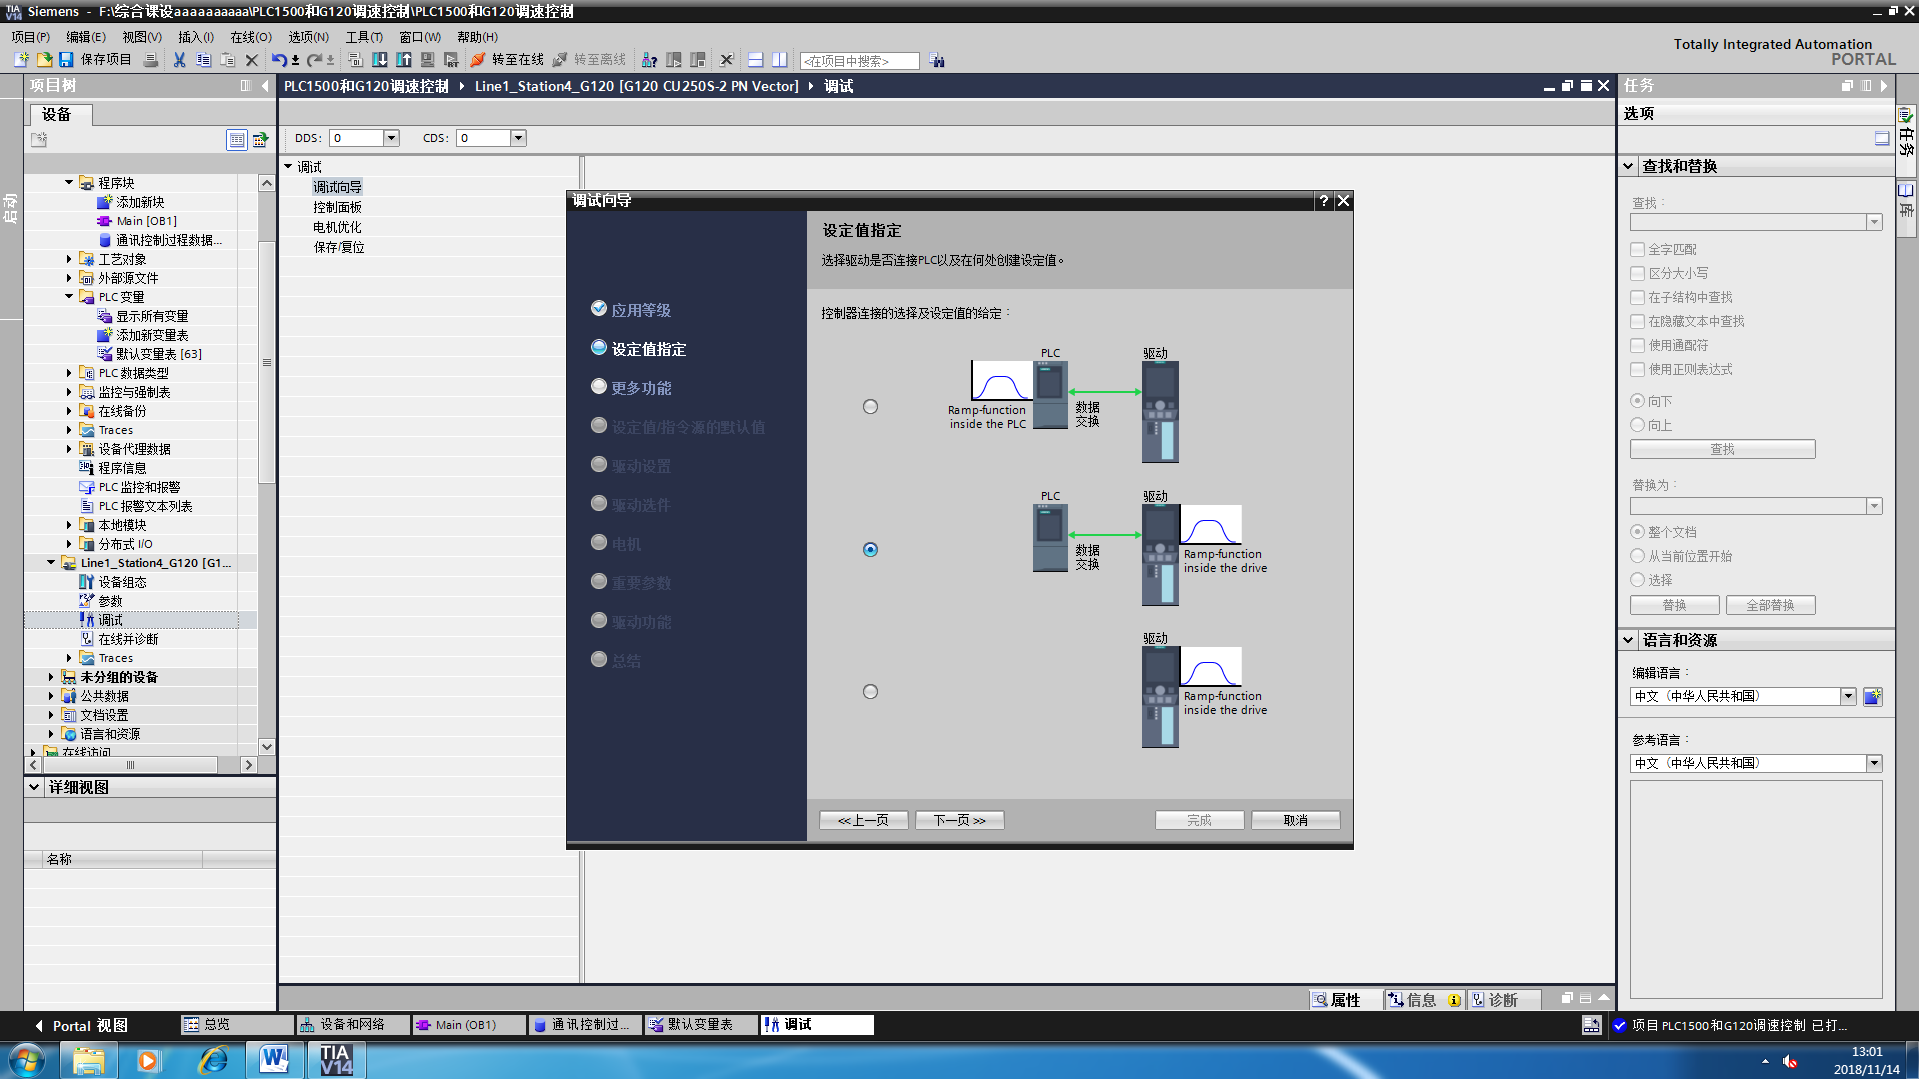 Siemens - F:\综合课设aaaaaaaaaa\PLC1500和G120调速控制\PLC1500和G120调速控制
项目(P) 编辑(E) 视图(V) 插入(I) 在线(O) 选项(N) 工具(T) 窗口(W) 帮助(H)
Totally Integrated Automation
PORTAL
保存项目 转至在线 转至离线 <在项目中搜索>
项目树
设备
启动
程序块
添加新块
Main [OB1]
通讯控制过程数据...
工艺对象
外部源文件
PLC 变量
显示所有变量
添加新变量表
默认变量表 [63]
PLC 数据类型
监控与强制表
在线备份
Traces
设备代理数据
程序信息
PLC 监控和报警
PLC 报警文本列表
本地模块
分布式 I/O
Line1_Station4_G120 [G1...
设备组态
参数
调试
在线并诊断
Traces
未分组的设备
公共数据
文档设置
语言和资源
在线访问
详细视图
名称
PLC1500和G120调速控制 Line1_Station4_G120 [G120 CU250S-2 PN Vector] 调试
DDS: 0 CDS: 0
调试
调试向导
控制面板
电机优化
保存/复位
调试向导
应用等级
设定值指定
更多功能
设定值/指令源的默认值
驱动设置
驱动选件
电机
重要参数
驱动功能
总结
设定值指定
选择驱动是否连接PLC以及在何处创建设定值。
控制器连接的选择及设定值的给定：
PLC 驱动
Ramp-function
inside the PLC
数据
交换
PLC 驱动
数据
交换
Ramp-function
inside the drive
驱动
Ramp-function
inside the drive
<<上一页 下一页>> 完成 取消
任务
选项
查找和替换
查找：
全字匹配
区分大小写
在子结构中查找
在隐藏文本中查找
使用通配符
使用正则表达式
向下
向上
查找
替换为：
整个文档
从当前位置开始
选择
替换 全部替换
语言和资源
编辑语言：
中文（中华人民共和国）
参考语言：
中文（中华人民共和国）
任务
库
属性 信息 诊断
Portal 视图 总览 设备和网络 Main (OB1) 通讯控制过... 默认变量表 调试
项目 PLC1500和G120调速控制 已打...
TIA
V14
13:01
2018/11/14